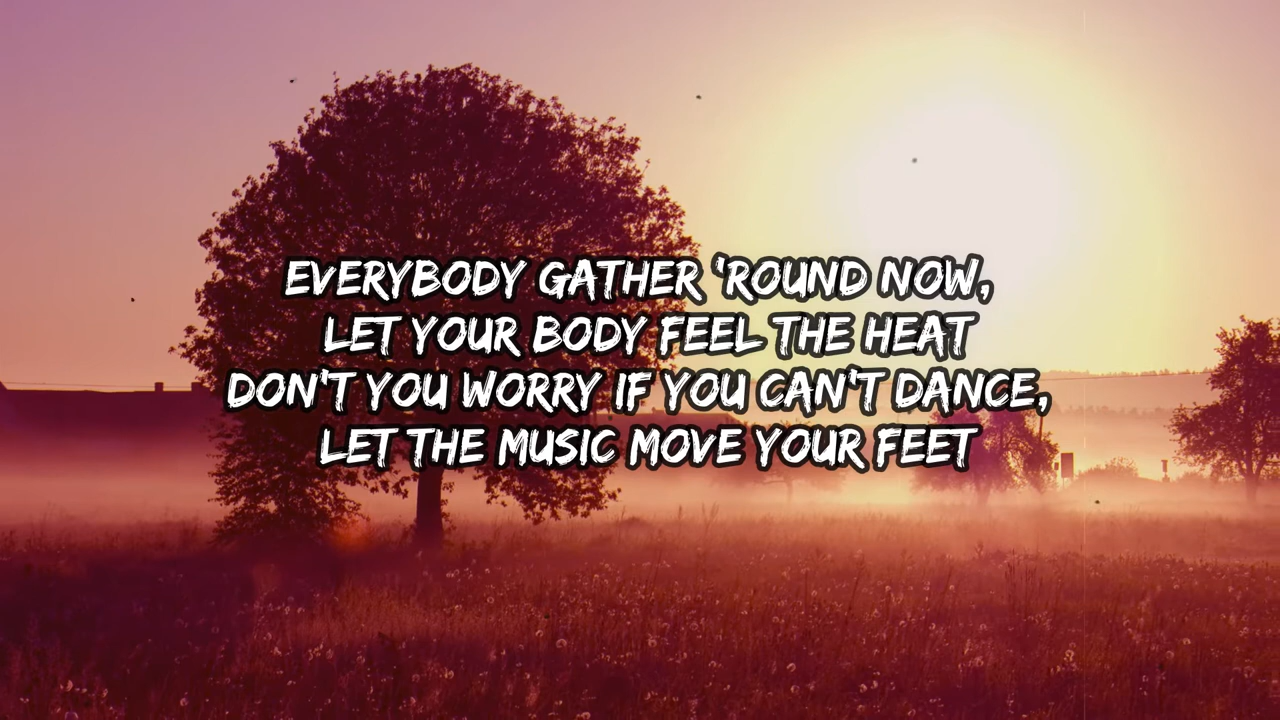 EVERYBODY GATHER 'ROUND NOW,
LET YOUR BODY FEEL THE HEAT
DON'T YOU WORRY IF YOU CAN'T DANCE,
LET THE MUSIC MOVE YOUR FEET